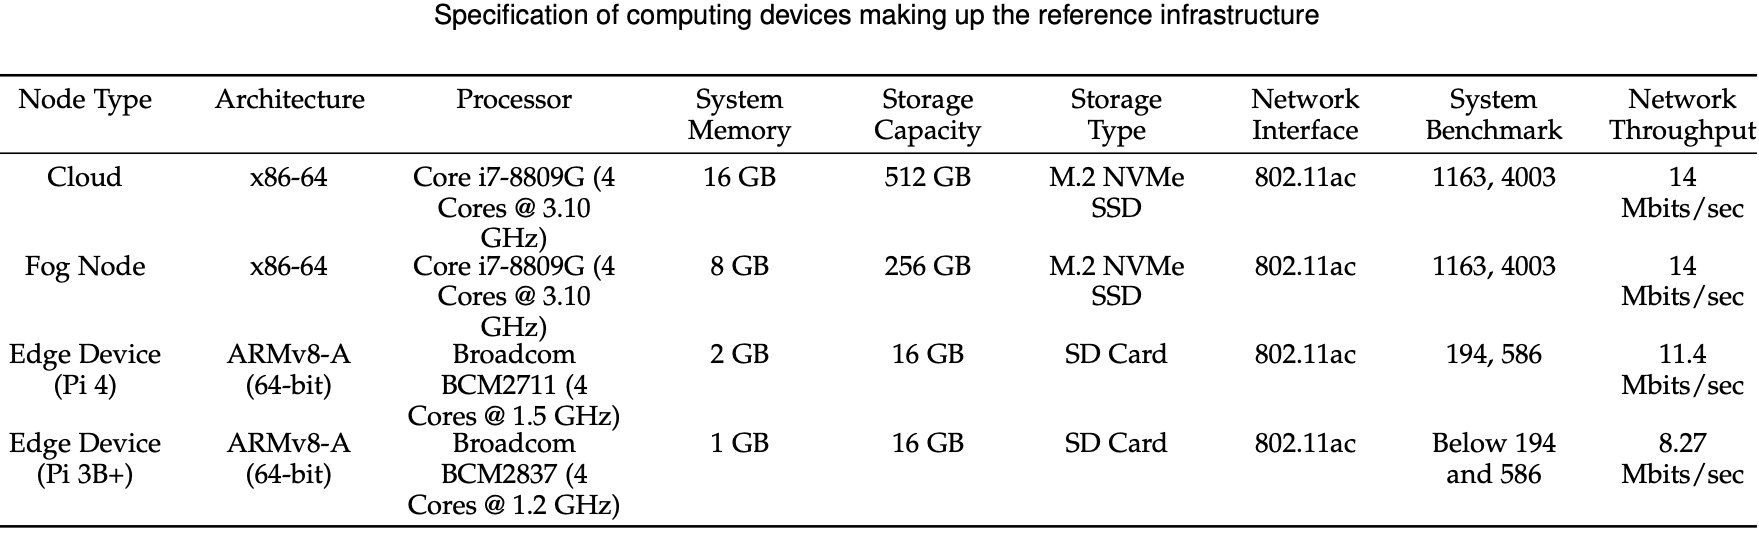 Specification of computing devices making up the reference infrastructure
Node Type Architecture Processor System Memory Storage Capacity Storage Type Network Interface System Benchmark Network Throughput
Cloud x86-64 Core i7-8809G (4 Cores @ 3.10 GHz) 16 GB 512 GB M.2 NVMe SSD 802.11ac 1163, 4003 14 Mbits/sec
Fog Node x86-64 Core i7-8809G (4 Cores @ 3.10 GHz) 8 GB 256 GB M.2 NVMe SSD 802.11ac 1163, 4003 14 Mbits/sec
Edge Device (Pi 4) ARMv8-A (64-bit) Broadcom BCM2711 (4 Cores @ 1.5 GHz) 2 GB 16 GB SD Card 802.11ac 194, 586 11.4 Mbits/sec
Edge Device (Pi 3B+) ARMv8-A (64-bit) Broadcom BCM2837 (4 Cores @ 1.2 GHz) 1 GB 16 GB SD Card 802.11ac Below 194 and 586 8.27 Mbits/sec